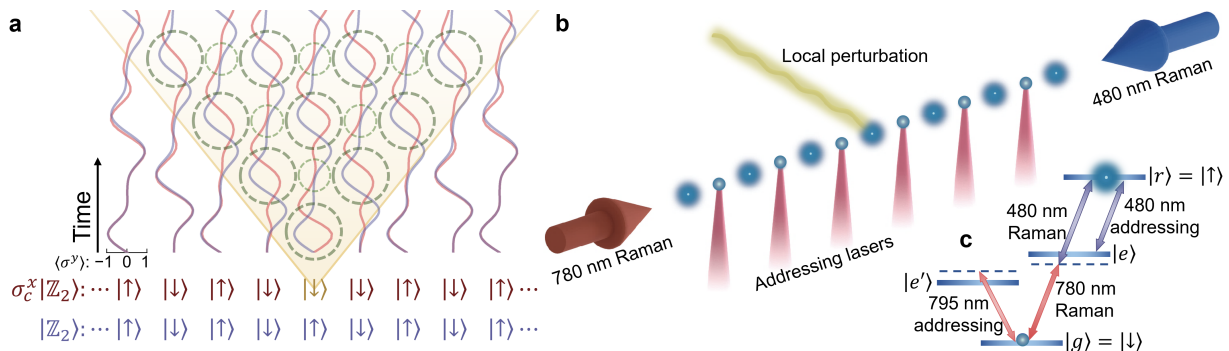 a
Time
⟨σ^y⟩: −1 0 1
σ_c^x|ℤ₂⟩: ⋯ |↑⟩ |↓⟩ |↑⟩ |↓⟩ |↓⟩ |↓⟩ |↑⟩ |↓⟩ |↑⟩ ⋯
|ℤ₂⟩: ⋯ |↑⟩ |↓⟩ |↑⟩ |↓⟩ |↑⟩ |↓⟩ |↑⟩ |↓⟩ |↑⟩ ⋯
b
Local perturbation
480 nm Raman
780 nm Raman
Addressing lasers
c
|r⟩ = |↑⟩
480 nm
Raman
480 nm
addressing
|e⟩
|e′⟩
795 nm
addressing
780 nm
Raman
|g⟩ = |↓⟩